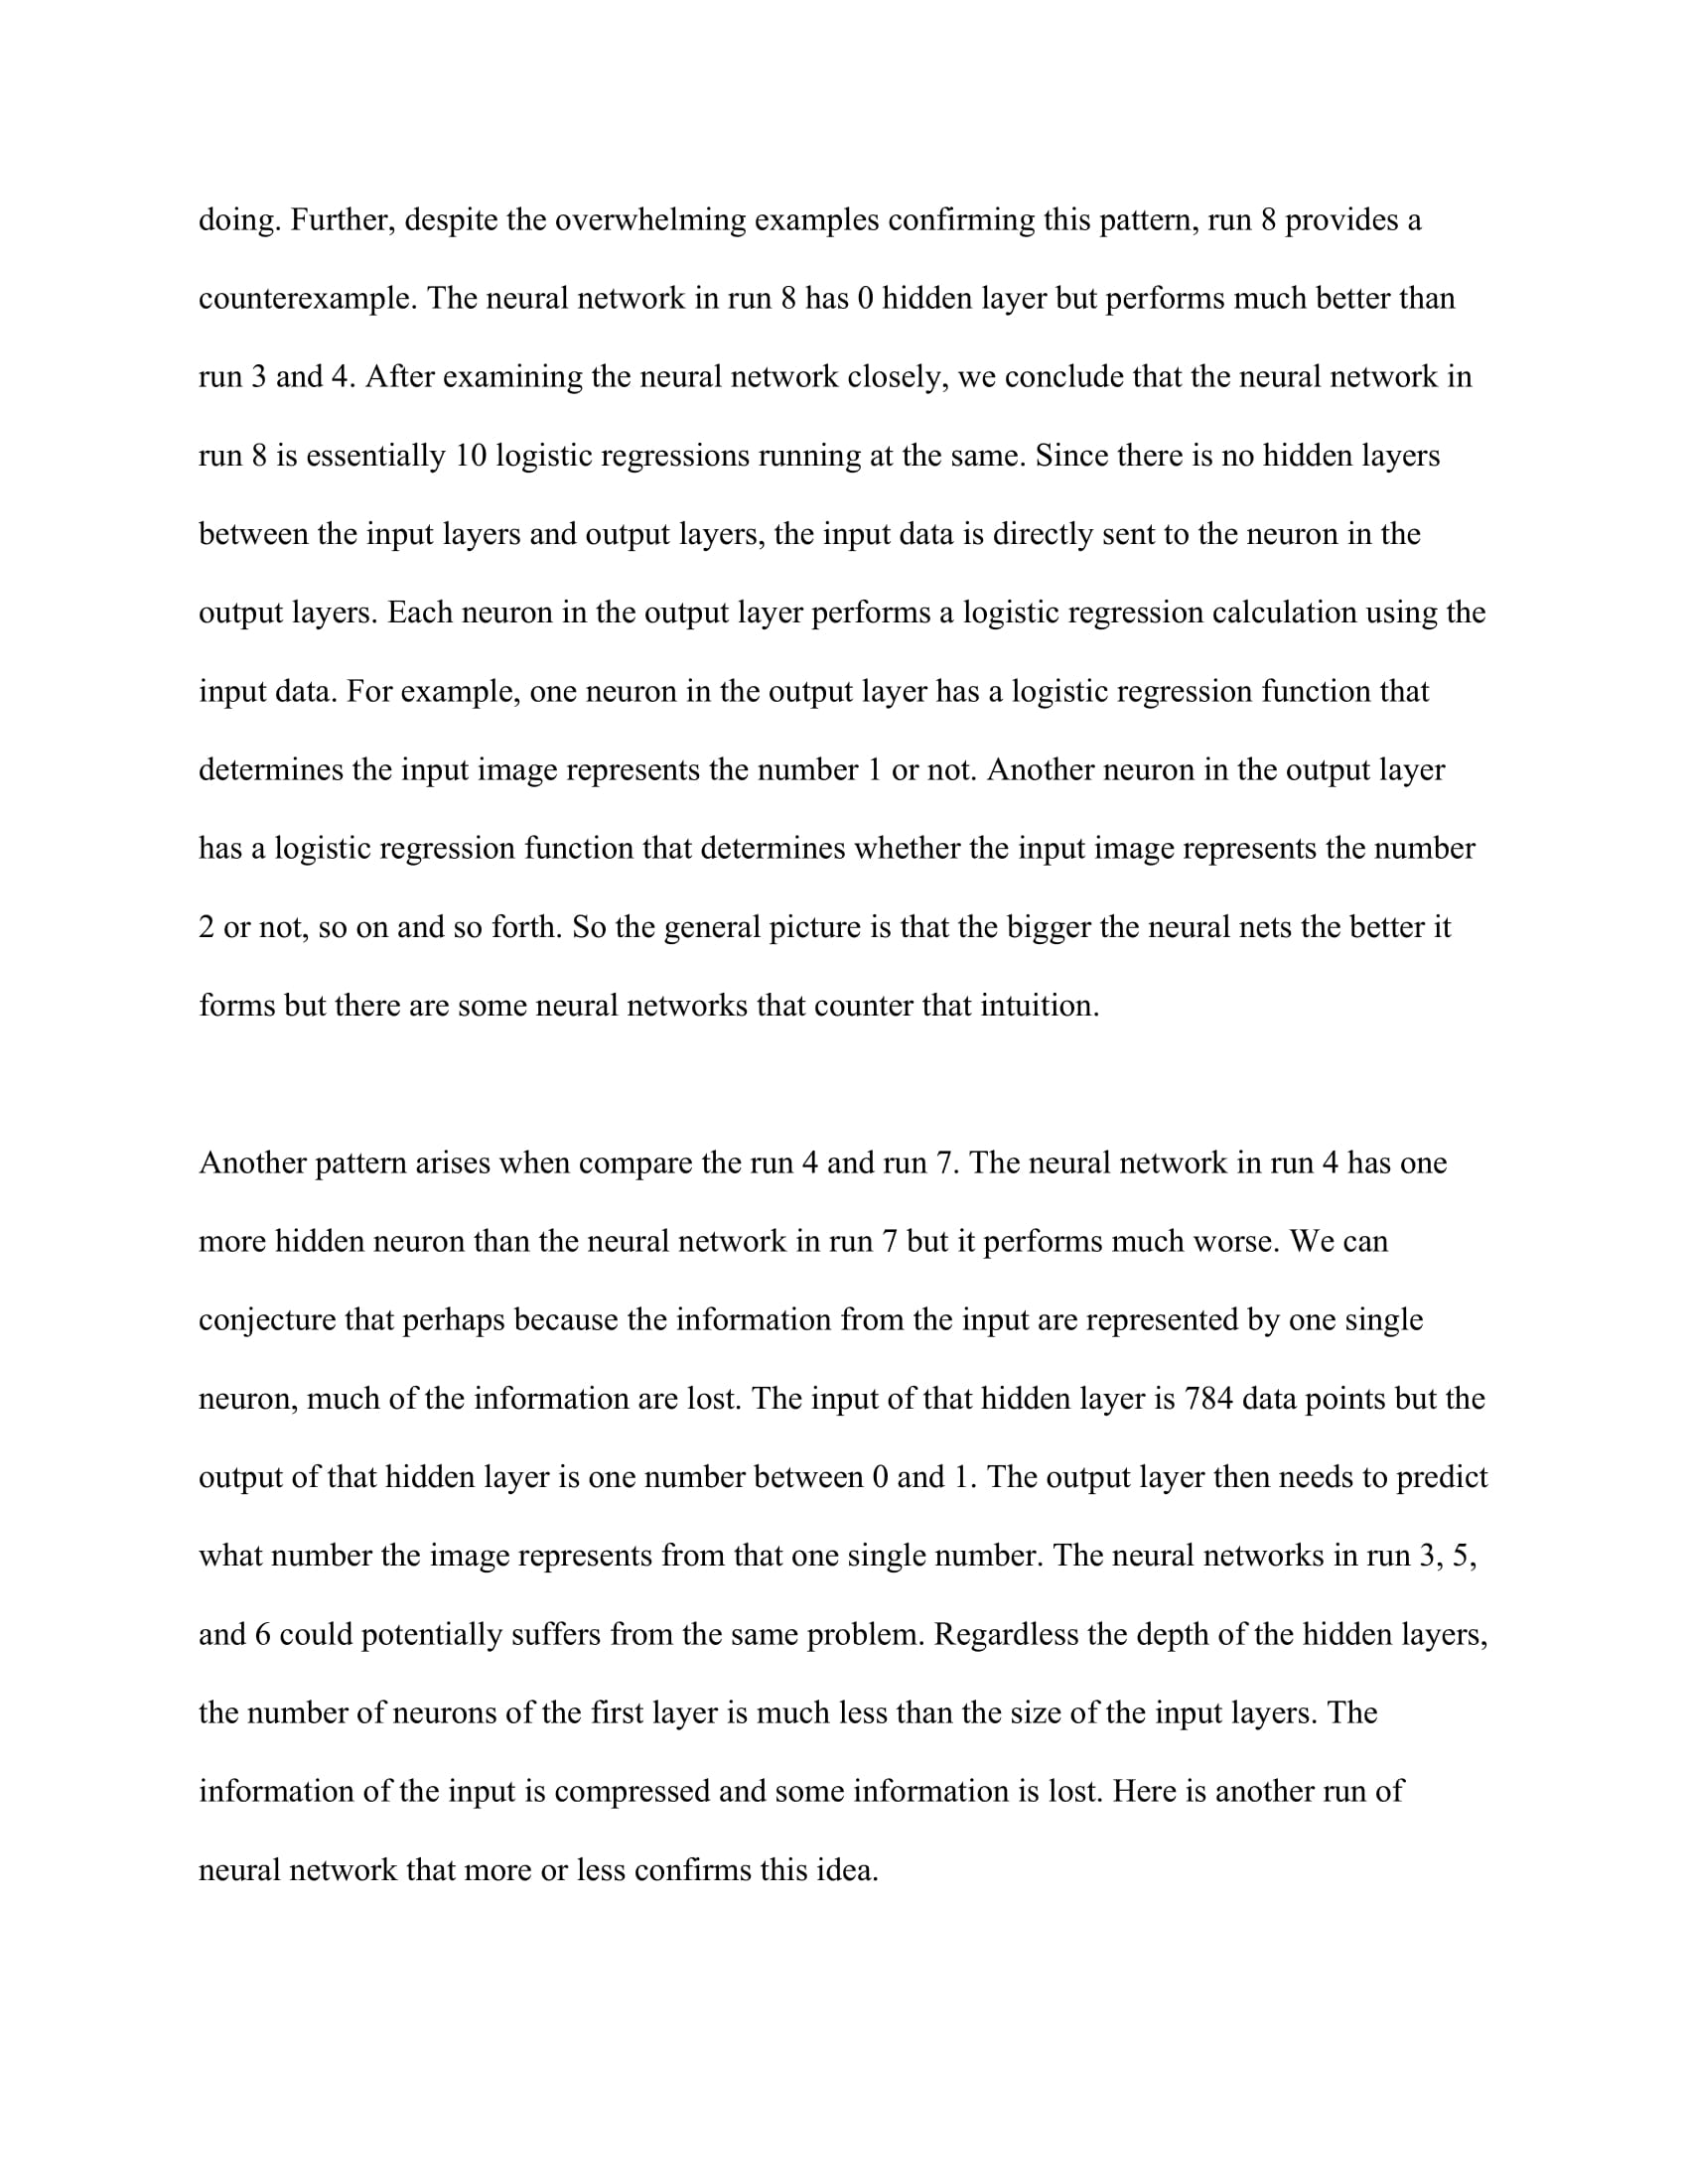 doing. Further, despite the overwhelming examples confirming this pattern, run 8 provides a
counterexample. The neural network in run 8 has 0 hidden layer but performs much better than
run 3 and 4. After examining the neural network closely, we conclude that the neural network in
run 8 is essentially 10 logistic regressions running at the same. Since there is no hidden layers
between the input layers and output layers, the input data is directly sent to the neuron in the
output layers. Each neuron in the output layer performs a logistic regression calculation using the
input data. For example, one neuron in the output layer has a logistic regression function that
determines the input image represents the number 1 or not. Another neuron in the output layer
has a logistic regression function that determines whether the input image represents the number
2 or not, so on and so forth. So the general picture is that the bigger the neural nets the better it
forms but there are some neural networks that counter that intuition.
Another pattern arises when compare the run 4 and run 7. The neural network in run 4 has one
more hidden neuron than the neural network in run 7 but it performs much worse. We can
conjecture that perhaps because the information from the input are represented by one single
neuron, much of the information are lost. The input of that hidden layer is 784 data points but the
output of that hidden layer is one number between 0 and 1. The output layer then needs to predict
what number the image represents from that one single number. The neural networks in run 3, 5,
and 6 could potentially suffers from the same problem. Regardless the depth of the hidden layers,
the number of neurons of the first layer is much less than the size of the input layers. The
information of the input is compressed and some information is lost. Here is another run of
neural network that more or less confirms this idea.